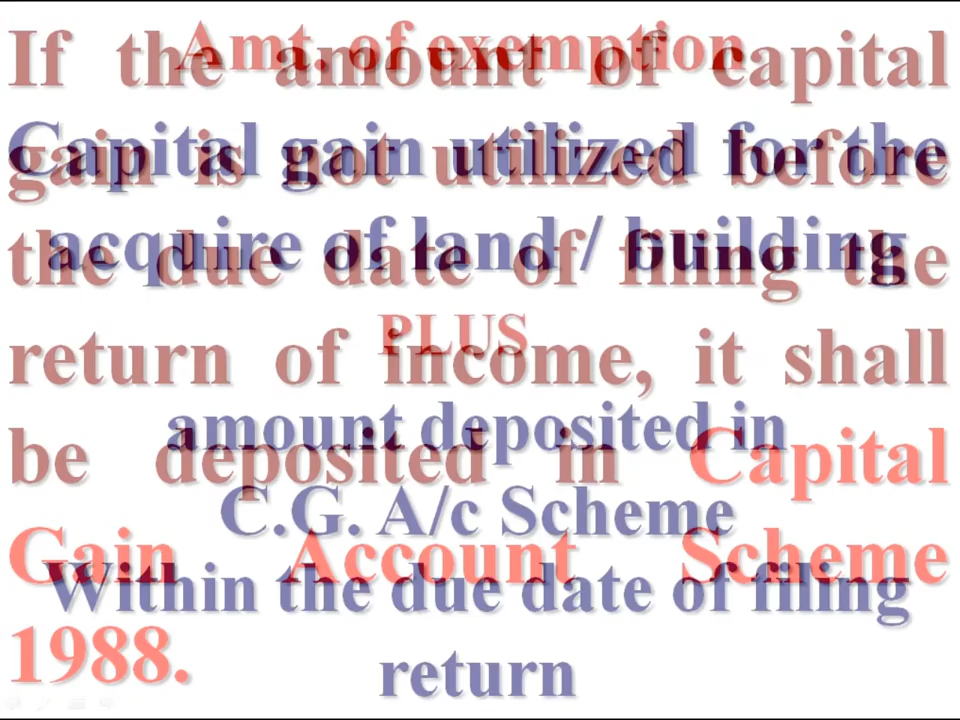 If the amount of capital
gain is not utilized before
the due date of filing the
return of income, it shall
be deposited in Capital
Gain Account Scheme
1988.
Amt. of exemption
Capital gain utilized for the
acquire of land / building
PLUS
amount deposited in
C.G. A/c Scheme
Within the due date of filing
return